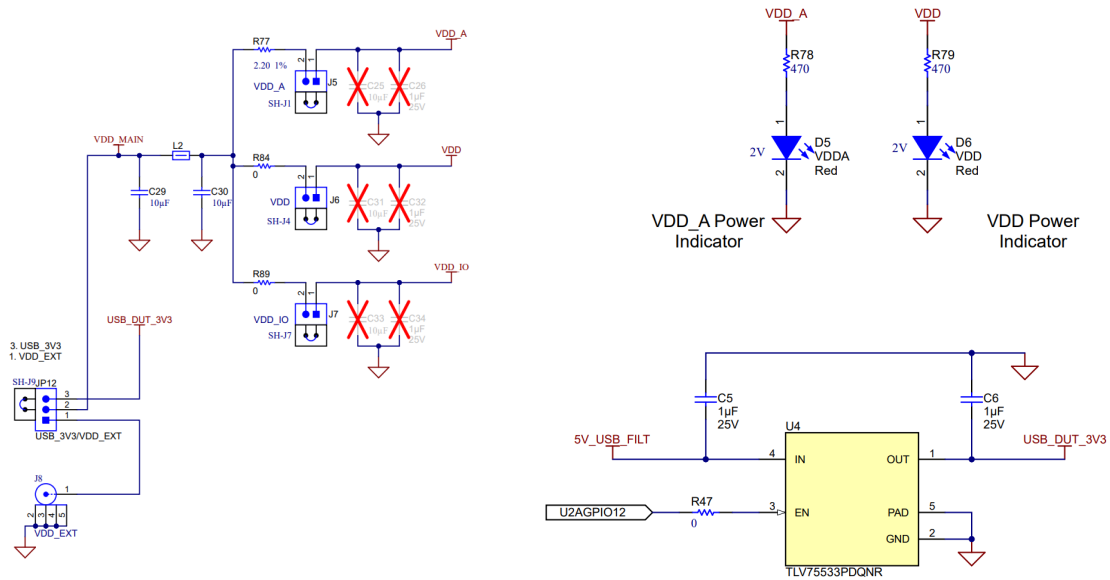 VDD_MAIN
L2
C29
10µF
C30
10µF
R77
2.20 1%
2
1
VDD_A
J5
SH-J1
VDD_A
C25
10µF
C26
1µF
25V
R84
0
2
1
VDD
J6
SH-J4
VDD
C31
10µF
C32
1µF
25V
R89
0
2
1
VDD_IO
J7
SH-J7
VDD_IO
C33
10µF
C34
1µF
25V
USB_DUT_3V3
3. USB_3V3
1. VDD_EXT
SH-J9
JP12
3
2
1
USB_3V3/VDD_EXT
J8
1
2
3
4
5
VDD_EXT
VDD_A
R78
470
1
2V
D5
VDDA
Red
2
VDD_A Power
Indicator
VDD
R79
470
1
2V
D6
VDD
Red
2
VDD Power
Indicator
C5
1µF
25V
C6
1µF
25V
5V_USB_FILT
U4
4
IN
OUT
1
USB_DUT_3V3
U2AGPIO12
R47
0
3
EN
PAD
5
GND
2
TLV75533PDQNR